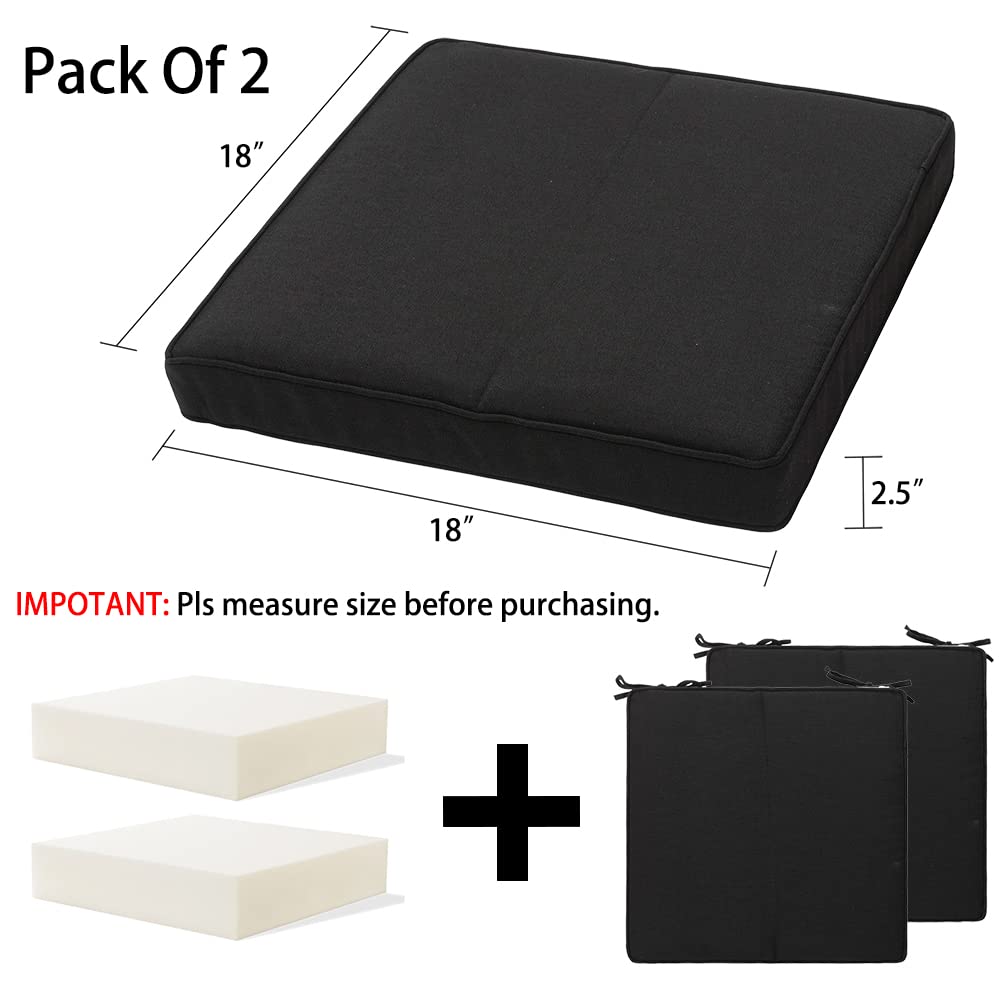 Pack Of 2
18”
18”
2.5”
IMPOTANT: Pls measure size before purchasing.